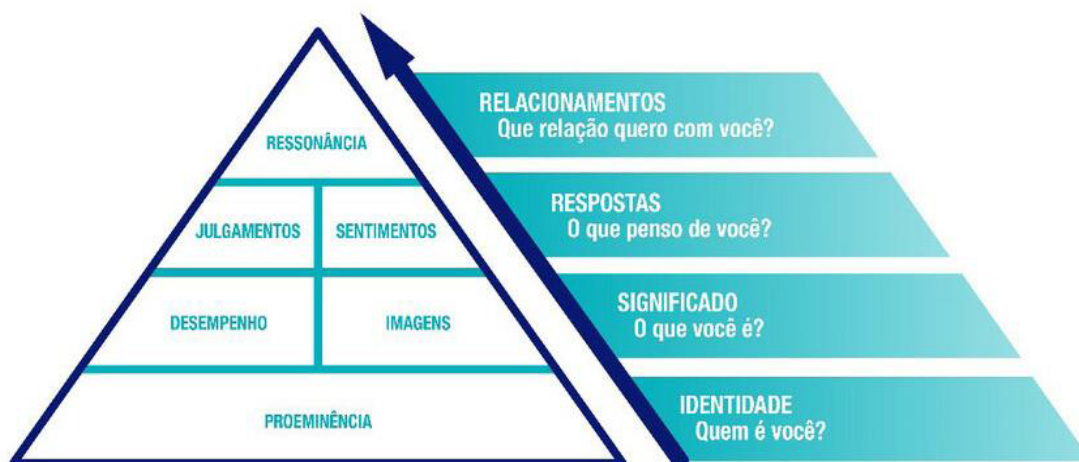 RESSONÂNCIA
JULGAMENTOS
SENTIMENTOS
DESEMPENHO
IMAGENS
PROEMINÊNCIA
RELACIONAMENTOS
Que relação quero com você?
RESPOSTAS
O que penso de você?
SIGNIFICADO
O que você é?
IDENTIDADE
Quem é você?